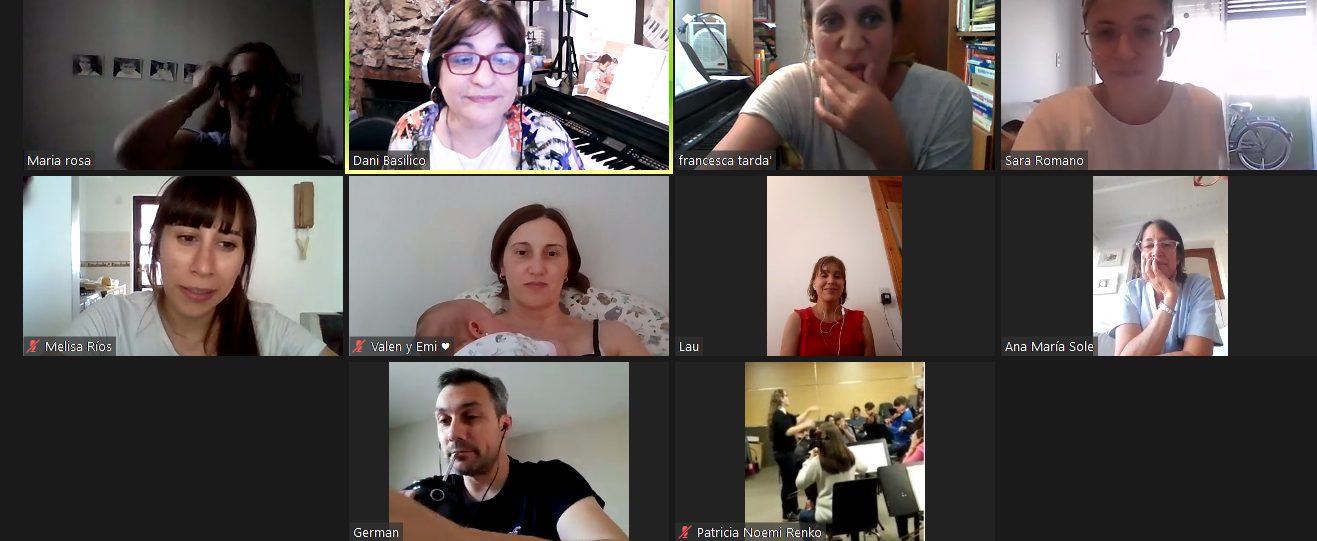 Maria rosa
Dani Basilico
francesca tarda'
Sara Romano
Melisa Ríos
Valen y Emi ♥
Lau
Ana María Sole
German
Patricia Noemi Renko